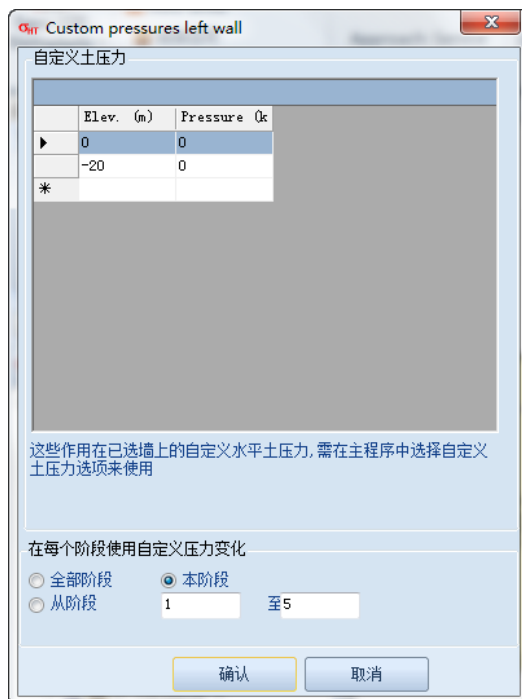 σHT Custom pressures left wall
自定义土压力
Elev. (m) Pressure (k
0 0
-20 0
这些作用在已选墙上的自定义水平土压力,需在主程序中选择自定义
土压力选项来使用
在每个阶段使用自定义压力变化
全部阶段 本阶段
从阶段 1 至 5
确认 取消